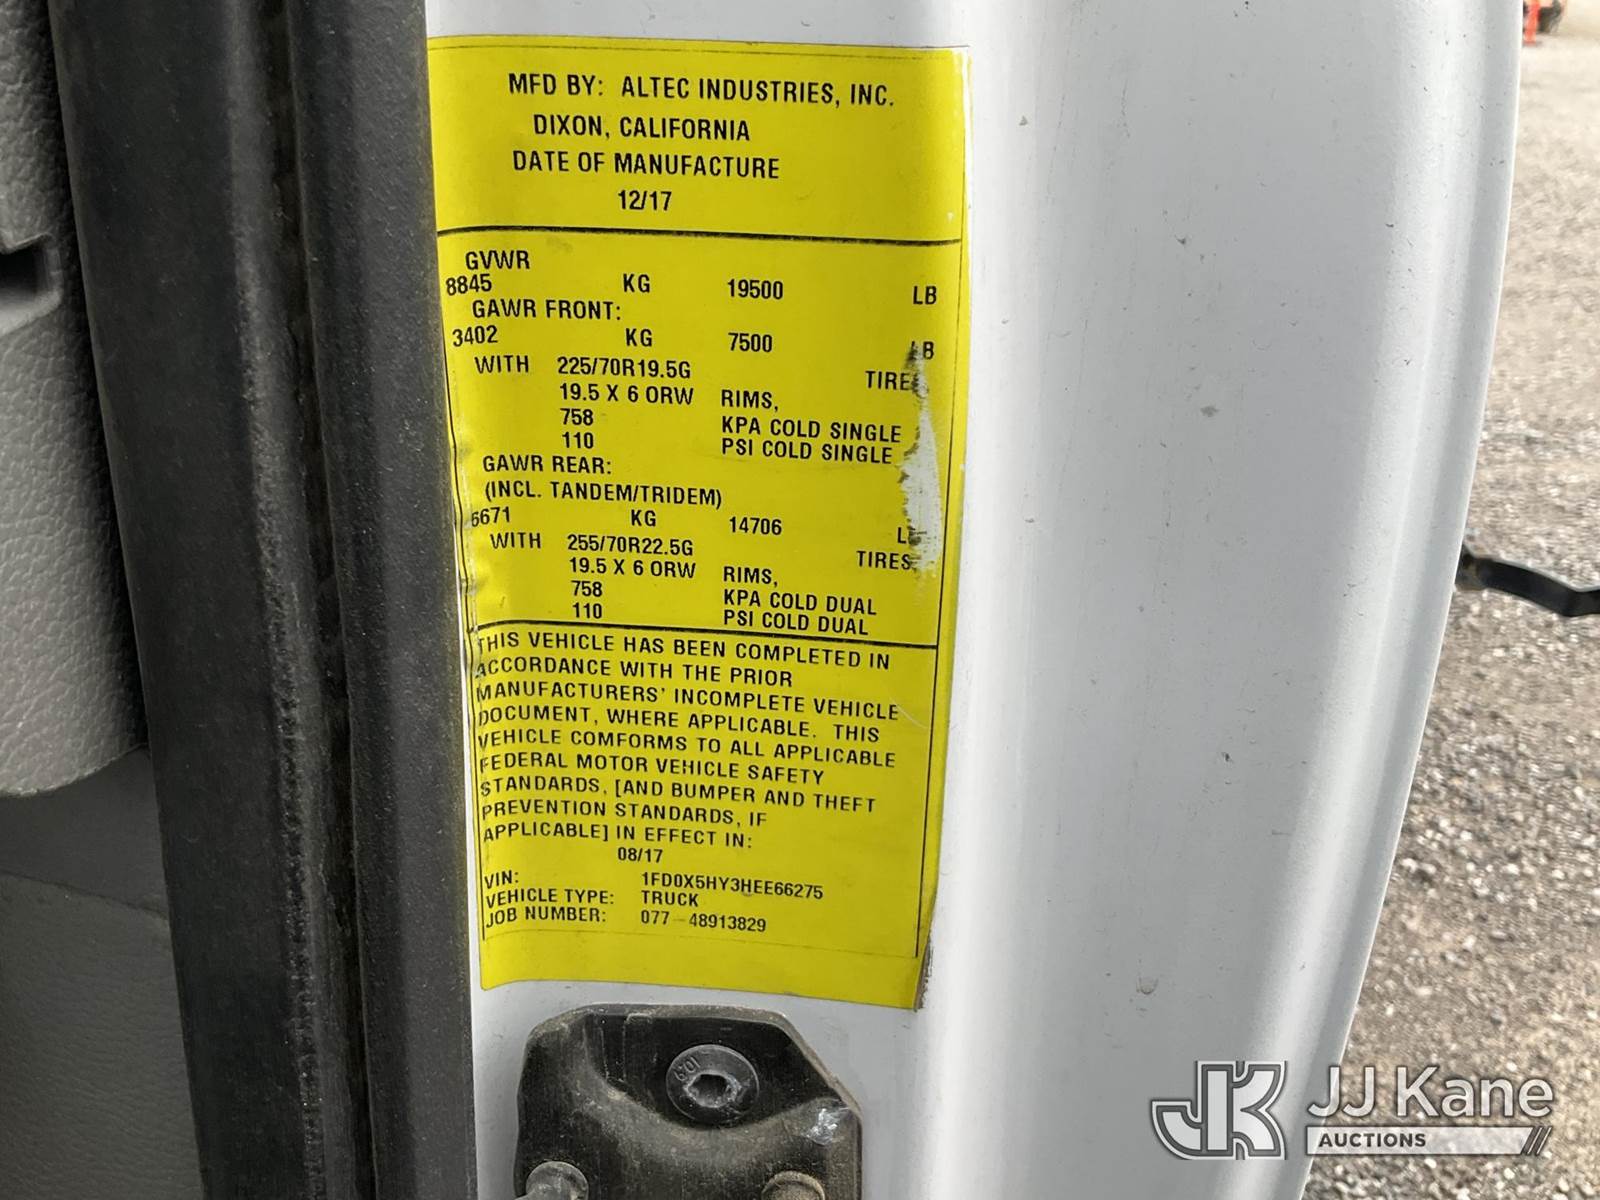 MFD BY: ALTEC INDUSTRIES, INC.
DIXON, CALIFORNIA
DATE OF MANUFACTURE
12/17
GVWR
8845 KG 19500 LB
GAWR FRONT:
3402 KG 7500 LB
WITH 225/70R19.5G TIRES
19.5 X 6 ORW RIMS,
758 KPA COLD SINGLE
110 PSI COLD SINGLE
GAWR REAR:
(INCL. TANDEM/TRIDEM)
6671 KG 14706 LB
WITH 255/70R22.5G TIRES,
19.5 X 6 ORW RIMS,
758 KPA COLD DUAL
110 PSI COLD DUAL
THIS VEHICLE HAS BEEN COMPLETED IN
ACCORDANCE WITH THE PRIOR
MANUFACTURERS' INCOMPLETE VEHICLE
DOCUMENT, WHERE APPLICABLE. THIS
VEHICLE COMFORMS TO ALL APPLICABLE
FEDERAL MOTOR VEHICLE SAFETY
STANDARDS, [AND BUMPER AND THEFT
PREVENTION STANDARDS, IF
APPLICABLE] IN EFFECT IN:
08/17
VIN: 1FD0X5HY3HEE66275
VEHICLE TYPE: TRUCK
JOB NUMBER: 077-48913829
JK JJ Kane
AUCTIONS